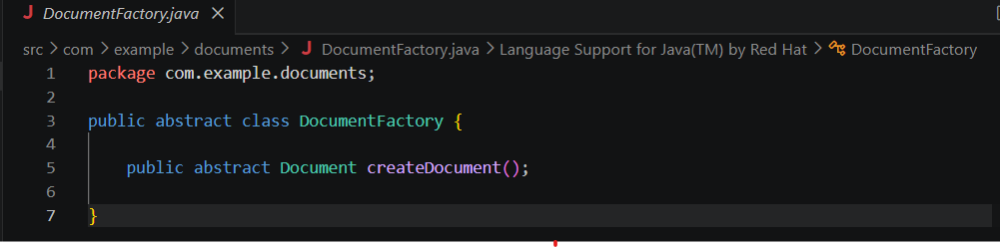 J DocumentFactory.java ×
src > com > example > documents > J DocumentFactory.java > Language Support for Java(TM) by Red Hat > DocumentFactory
1 package com.example.documents;
2
3 public abstract class DocumentFactory {
4
5     public abstract Document createDocument();
6
7 }